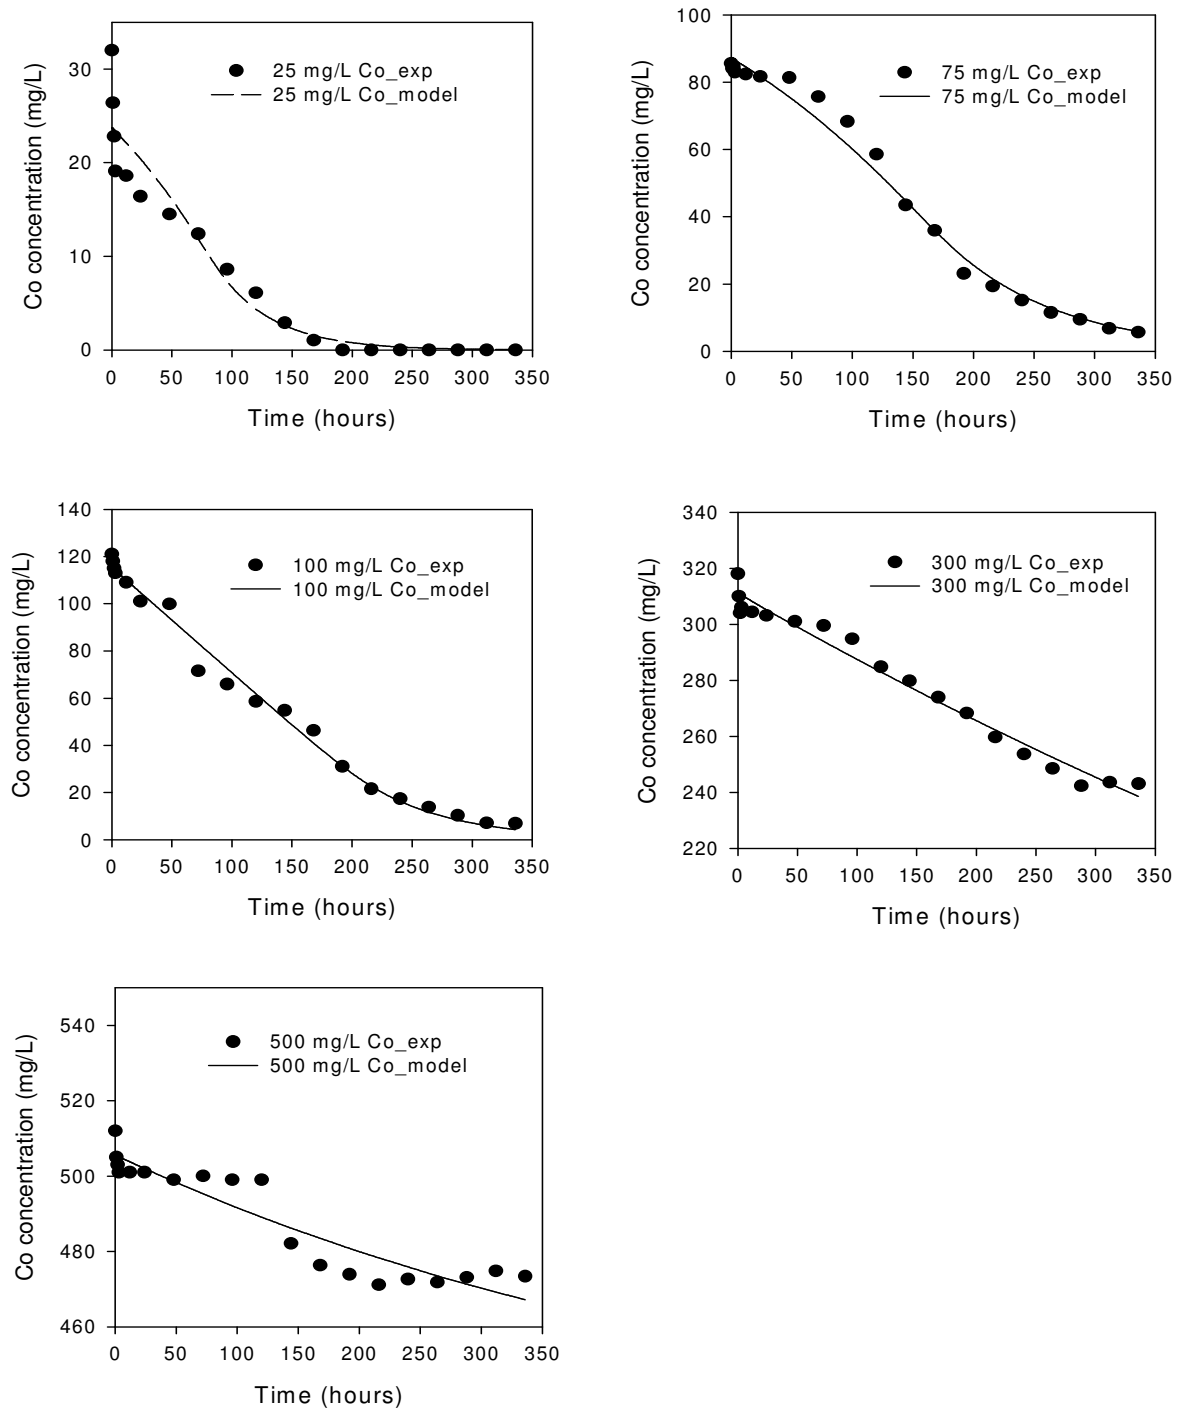 Co concentration (mg/L)
30
20
10
0
25 mg/L Co_exp
25 mg/L Co_model
0 50 100 150 200 250 300 350
Time (hours)
Co concentration (mg/L)
100
80
60
40
20
0
75 mg/L Co_exp
75 mg/L Co_model
0 50 100 150 200 250 300 350
Time (hours)
Co concentration (mg/L)
140
120
100
80
60
40
20
0
100 mg/L Co_exp
100 mg/L Co_model
0 50 100 150 200 250 300 350
Time (hours)
Co concentration (mg/L)
340
320
300
280
260
240
220
300 mg/L Co_exp
300 mg/L Co_model
0 50 100 150 200 250 300 350
Time (hours)
Co concentration (mg/L)
540
520
500
480
460
500 mg/L Co_exp
500 mg/L Co_model
0 50 100 150 200 250 300 350
Time (hours)